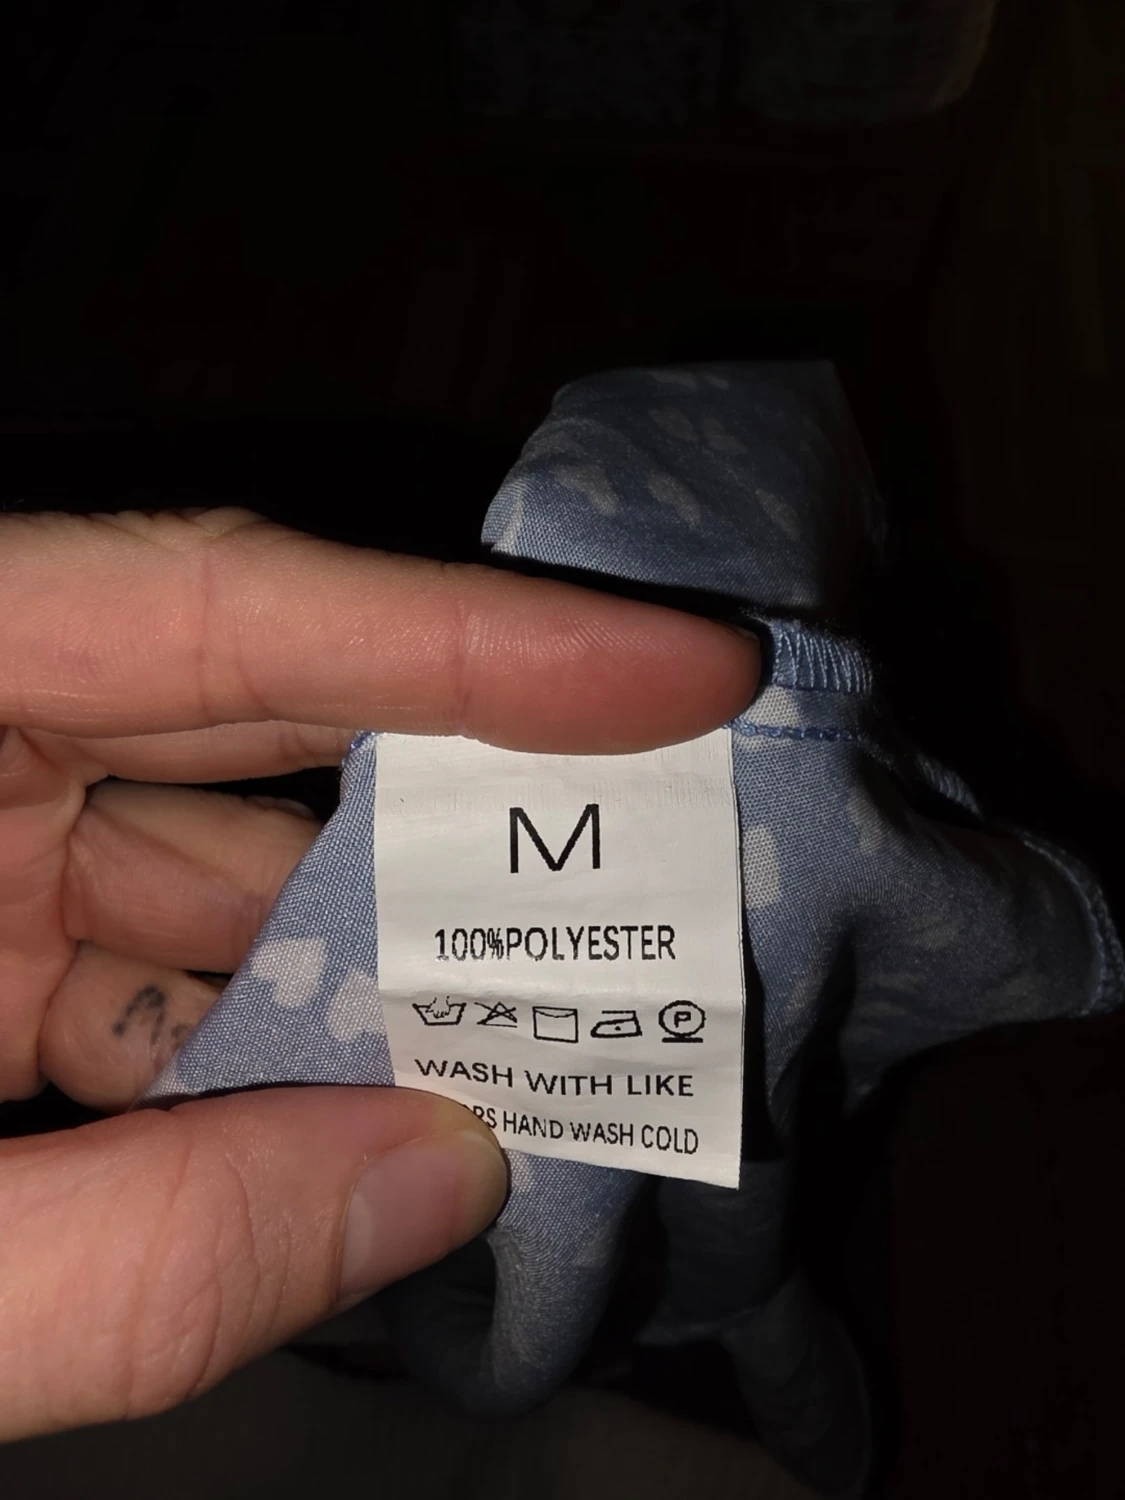 M
100%POLYESTER
P
WASH WITH LIKE
HAND WASH COLD